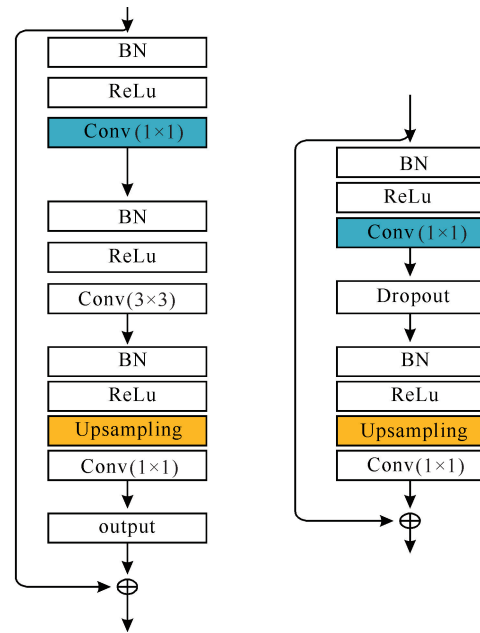 BN
ReLu
Conv(1×1)
BN
ReLu
Conv(3×3)
BN
ReLu
Upsampling
Conv(1×1)
output
BN
ReLu
Conv(1×1)
Dropout
BN
ReLu
Upsampling
Conv(1×1)